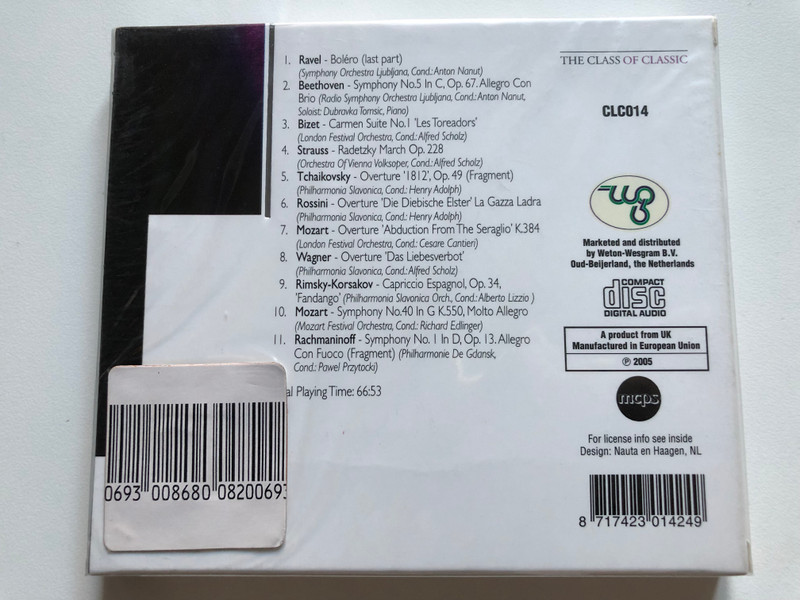 1. Ravel - Boléro (last part)
(Symphony Orchestra Ljubljana, Cond.: Anton Nanut)
2. Beethoven - Symphony No.5 In C, Op. 67. Allegro Con
Brio (Radio Symphony Orchestra Ljubljana, Cond.: Anton Nanut,
Soloist: Dubravka Tomsic, Piano)
3. Bizet - Carmen Suite No.1 'Les Toreadors'
(London Festival Orchestra, Cond.: Alfred Scholz)
4. Strauss - Radetzky March Op. 228
(Orchestra Of Vienna Volksoper, Cond.: Alfred Scholz)
5. Tchaikovsky - Overture '1812', Op. 49 (Fragment)
(Philharmonia Slavonica, Cond.: Henry Adolph)
6. Rossini - Overture 'Die Diebische Elster' La Gazza Ladra
(Philharmonia Slavonica, Cond.: Henry Adolph)
7. Mozart - Overture 'Abduction From The Seraglio' K.384
(London Festival Orchestra, Cond.: Cesare Cantieri)
8. Wagner - Overture 'Das Liebesverbot'
(Philharmonia Slavonica, Cond.: Alfred Scholz)
9. Rimsky-Korsakov - Capriccio Espagnol, Op. 34,
'Fandango' (Philharmonia Slavonica Orch., Cond.: Alberto Lizzio )
10. Mozart - Symphony No.40 In G K.550, Molto Allegro
(Mozart Festival Orchestra, Cond.: Richard Edlinger)
11. Rachmaninoff - Symphony No. 1 In D, Op. 13. Allegro
Con Fuoco (Fragment) (Philharmonie De Gdansk,
Cond.: Pawel Przytocki)
al Playing Time: 66:53
0693 008680 0820069
THE CLASS OF CLASSIC
CLC014
wg
Marketed and distributed
by Weton-Wesgram B.V.
Oud-Beijerland, the Netherlands
COMPACT
disc
DIGITAL AUDIO
A product from UK
Manufactured in European Union
℗ 2005
mcps
For license info see inside
Design: Nauta en Haagen, NL
8 717423 014249